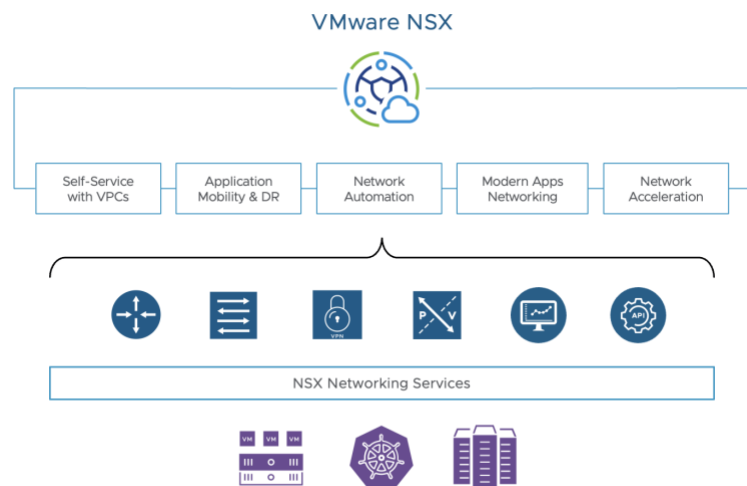 VMware NSX
Self-Service
with VPCs
Application
Mobility & DR
Network
Automation
Modern Apps
Networking
Network
Acceleration
VPN
P V
API
NSX Networking Services
VM VM VM